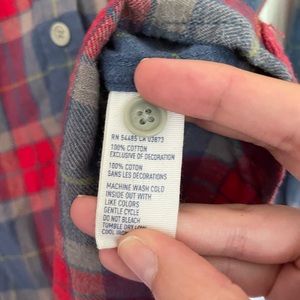 RN 54485 CA 03873
100% COTTON
EXCLUSIVE OF DECORATION
100% COTON
SANS LES DÉCORATIONS
MACHINE WASH COLD
INSIDE OUT WITH
LIKE COLORS
GENTLE CYCLE
DO NOT BLEACH
TUMBLE DRY LOW
COOL IRON